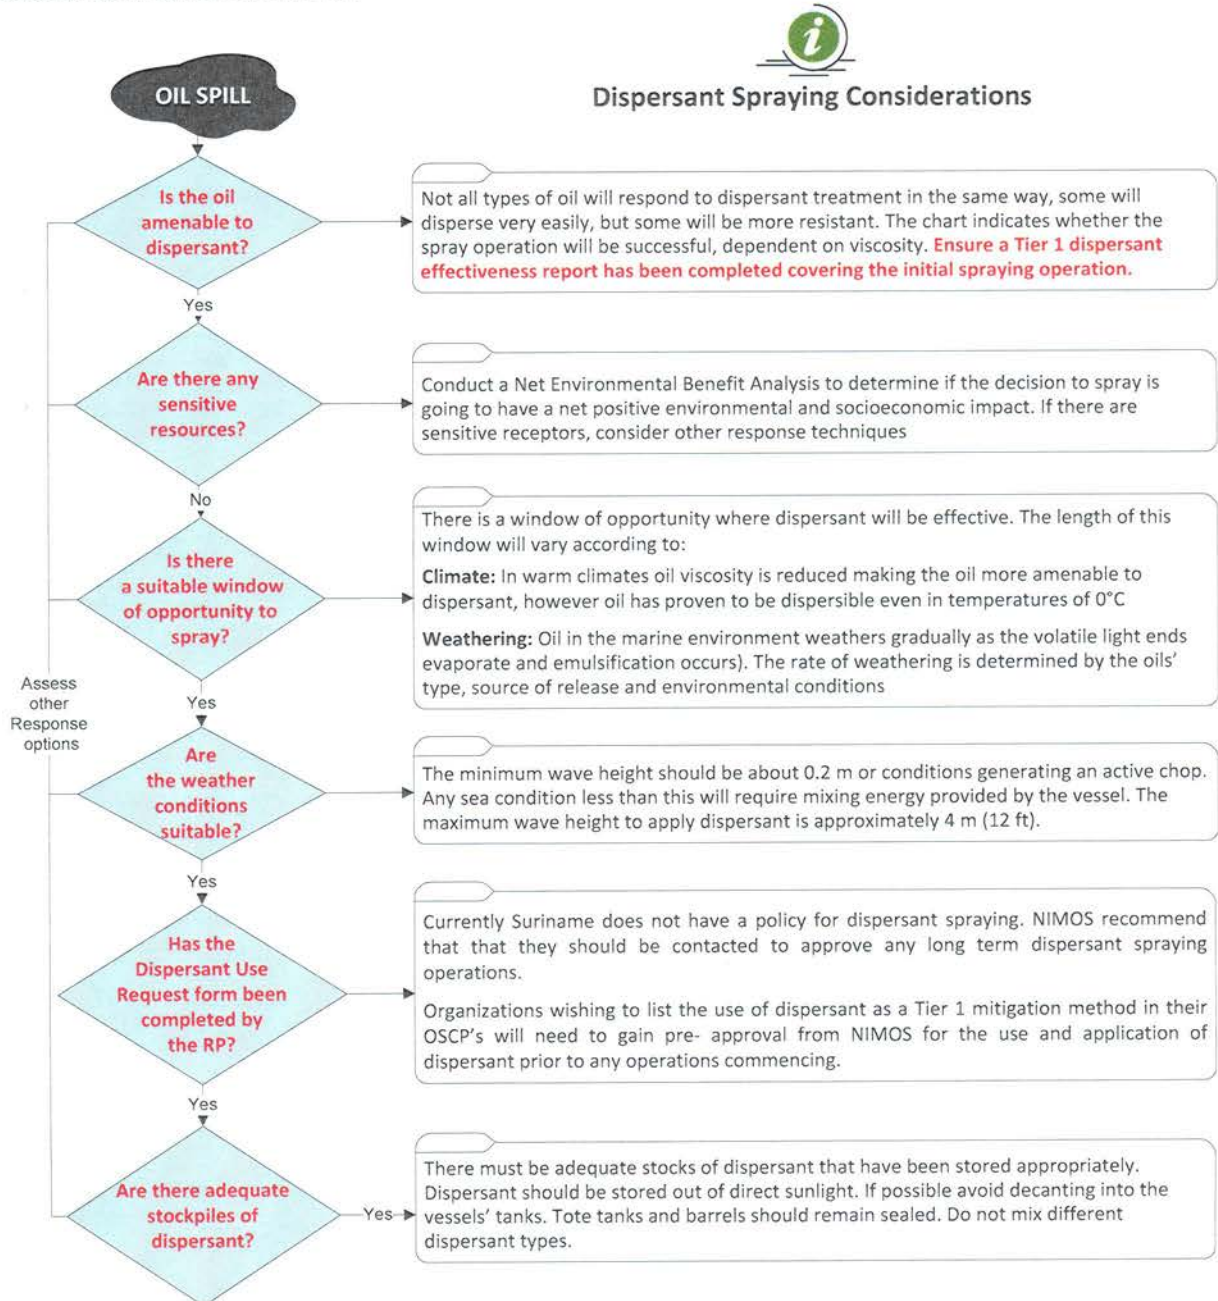 i
Dispersant Spraying Considerations
OIL SPILL
Is the oil
amenable to
dispersant?
Not all types of oil will respond to dispersant treatment in the same way, some will
disperse very easily, but some will be more resistant. The chart indicates whether the
spray operation will be successful, dependent on viscosity. Ensure a Tier 1 dispersant
effectiveness report has been completed covering the initial spraying operation.
Yes
Are there any
sensitive
resources?
Conduct a Net Environmental Benefit Analysis to determine if the decision to spray is
going to have a net positive environmental and socioeconomic impact. If there are
sensitive receptors, consider other response techniques
No
Is there
a suitable window
of opportunity to
spray?
There is a window of opportunity where dispersant will be effective. The length of this
window will vary according to:
Climate: In warm climates oil viscosity is reduced making the oil more amenable to
dispersant, however oil has proven to be dispersible even in temperatures of 0°C
Weathering: Oil in the marine environment weathers gradually as the volatile light ends
evaporate and emulsification occurs). The rate of weathering is determined by the oils'
type, source of release and environmental conditions
Assess
other
Response
options
Yes
Are
the weather
conditions
suitable?
The minimum wave height should be about 0.2 m or conditions generating an active chop.
Any sea condition less than this will require mixing energy provided by the vessel. The
maximum wave height to apply dispersant is approximately 4 m (12 ft).
Yes
Has the
Dispersant Use
Request form been
completed by
the RP?
Currently Suriname does not have a policy for dispersant spraying. NIMOS recommend
that that they should be contacted to approve any long term dispersant spraying
operations.
Organizations wishing to list the use of dispersant as a Tier 1 mitigation method in their
OSCP's will need to gain pre- approval from NIMOS for the use and application of
dispersant prior to any operations commencing.
Yes
Are there adequate
stockpiles of
dispersant?
Yes
There must be adequate stocks of dispersant that have been stored appropriately.
Dispersant should be stored out of direct sunlight. If possible avoid decanting into the
vessels' tanks. Tote tanks and barrels should remain sealed. Do not mix different
dispersant types.